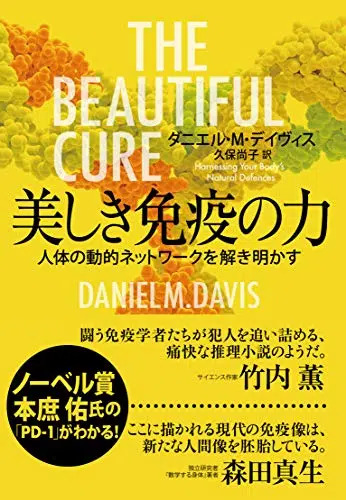 THE
BEAUTIFUL
CURE
ダニエル・M・デイヴィス
久保尚子 訳
Harnessing Your Body's
Natural Defences
美しき免疫の力
人体の動的ネットワークを解き明かす
DANIEL M. DAVIS
闘う免疫学者たちが犯人を追い詰める、
痛快な推理小説のようだ。
サイエンス作家
竹内 薫
ノーベル賞
本庶 佑氏の
「PD-1」がわかる!
ここに描かれる現代の免疫像は、
新たな人間像を胚胎している。
独立研究者
『数学する身体』著者
森田真生